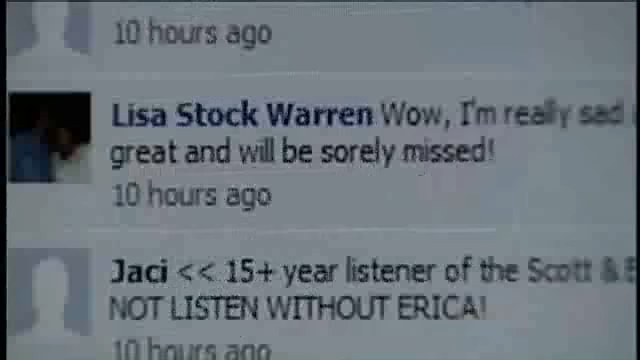 10 hours ago
Lisa Stock Warren Wow, I'm really sad
great and will be sorely missed!
10 hours ago
Jaci << 15+ year listener of the Scott &
NOT LISTEN WITHOUT ERICA!
10 hours ago